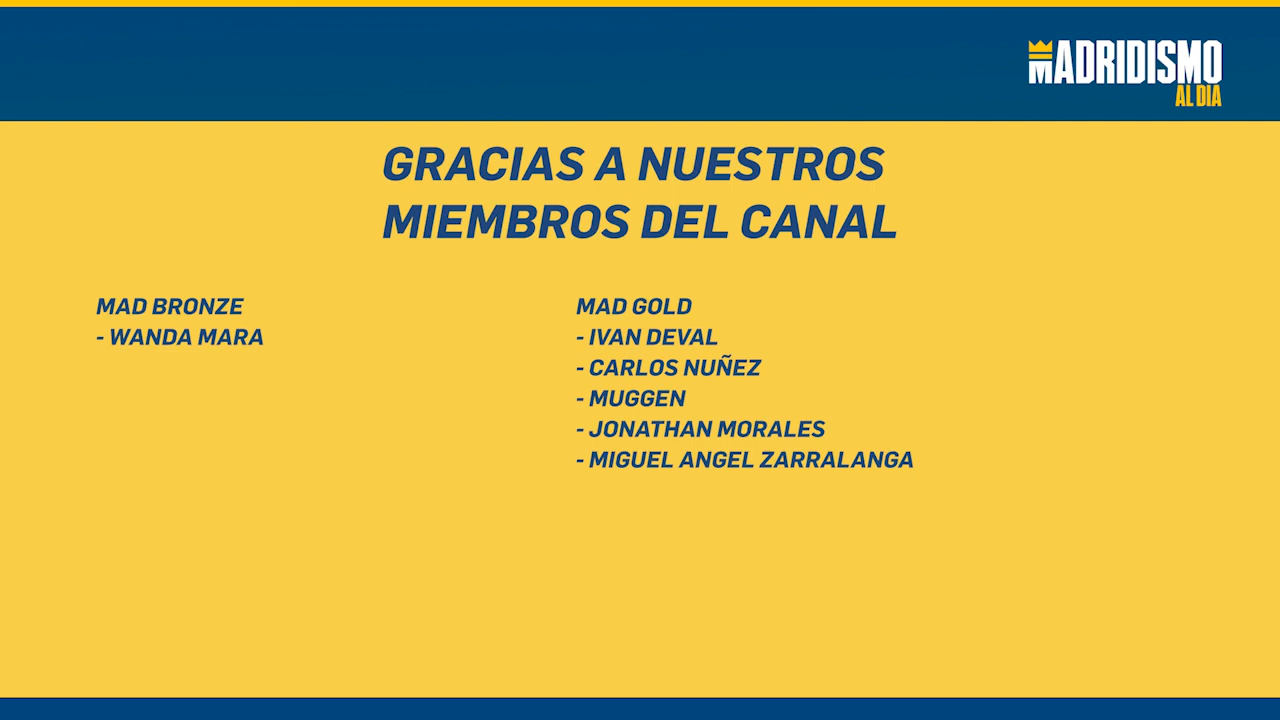 MADRIDISMO
AL DIA
GRACIAS A NUESTROS
MIEMBROS DEL CANAL
MAD BRONZE
- WANDA MARA
MAD GOLD
- IVAN DEVAL
- CARLOS NUÑEZ
- MUGGEN
- JONATHAN MORALES
- MIGUEL ANGEL ZARRALANGA